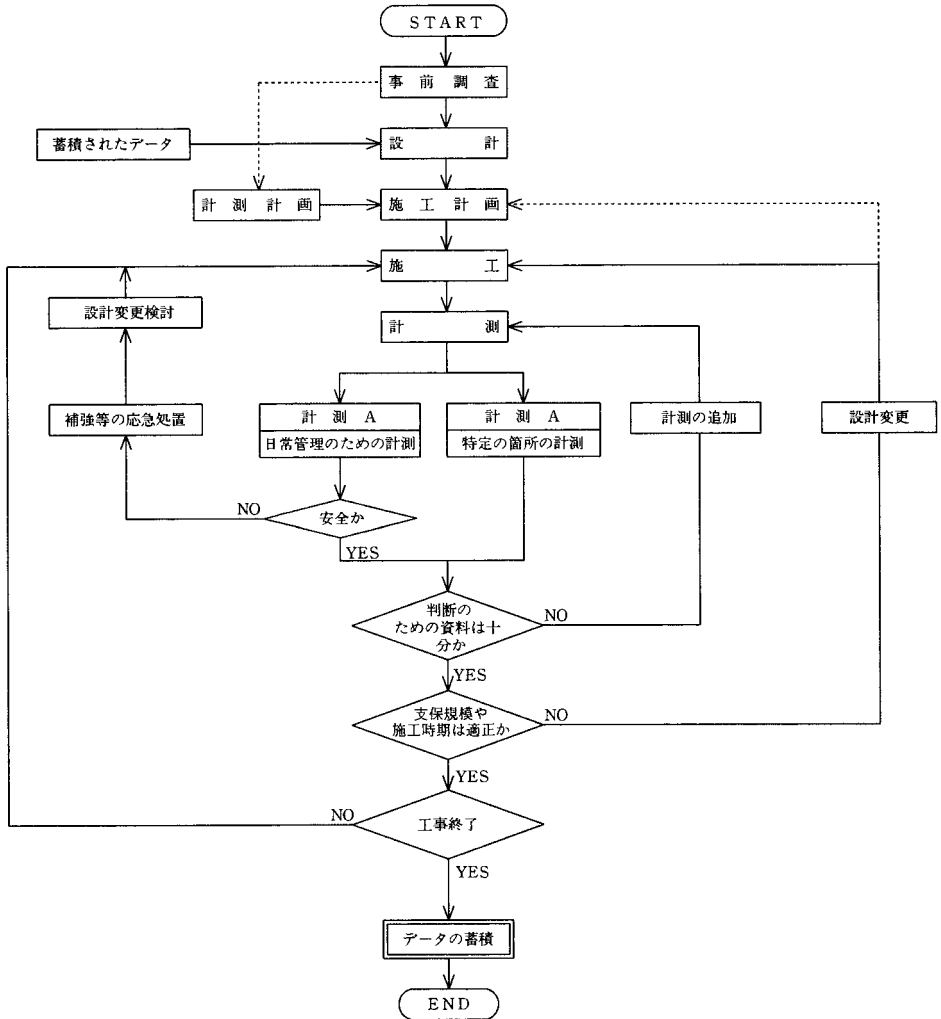 START
事前調査
蓄積されたデータ
設計
計測計画
施工計画
施工
設計変更検討
計測
補強等の応急処置
計測A
日常管理のための計測
計測A
特定の箇所の計測
計測の追加
設計変更
NO
安全か
YES
判断の
ための資料は十
分か
NO
YES
支保規模や
施工時期は適正か
NO
YES
NO
工事終了
YES
データの蓄積
END